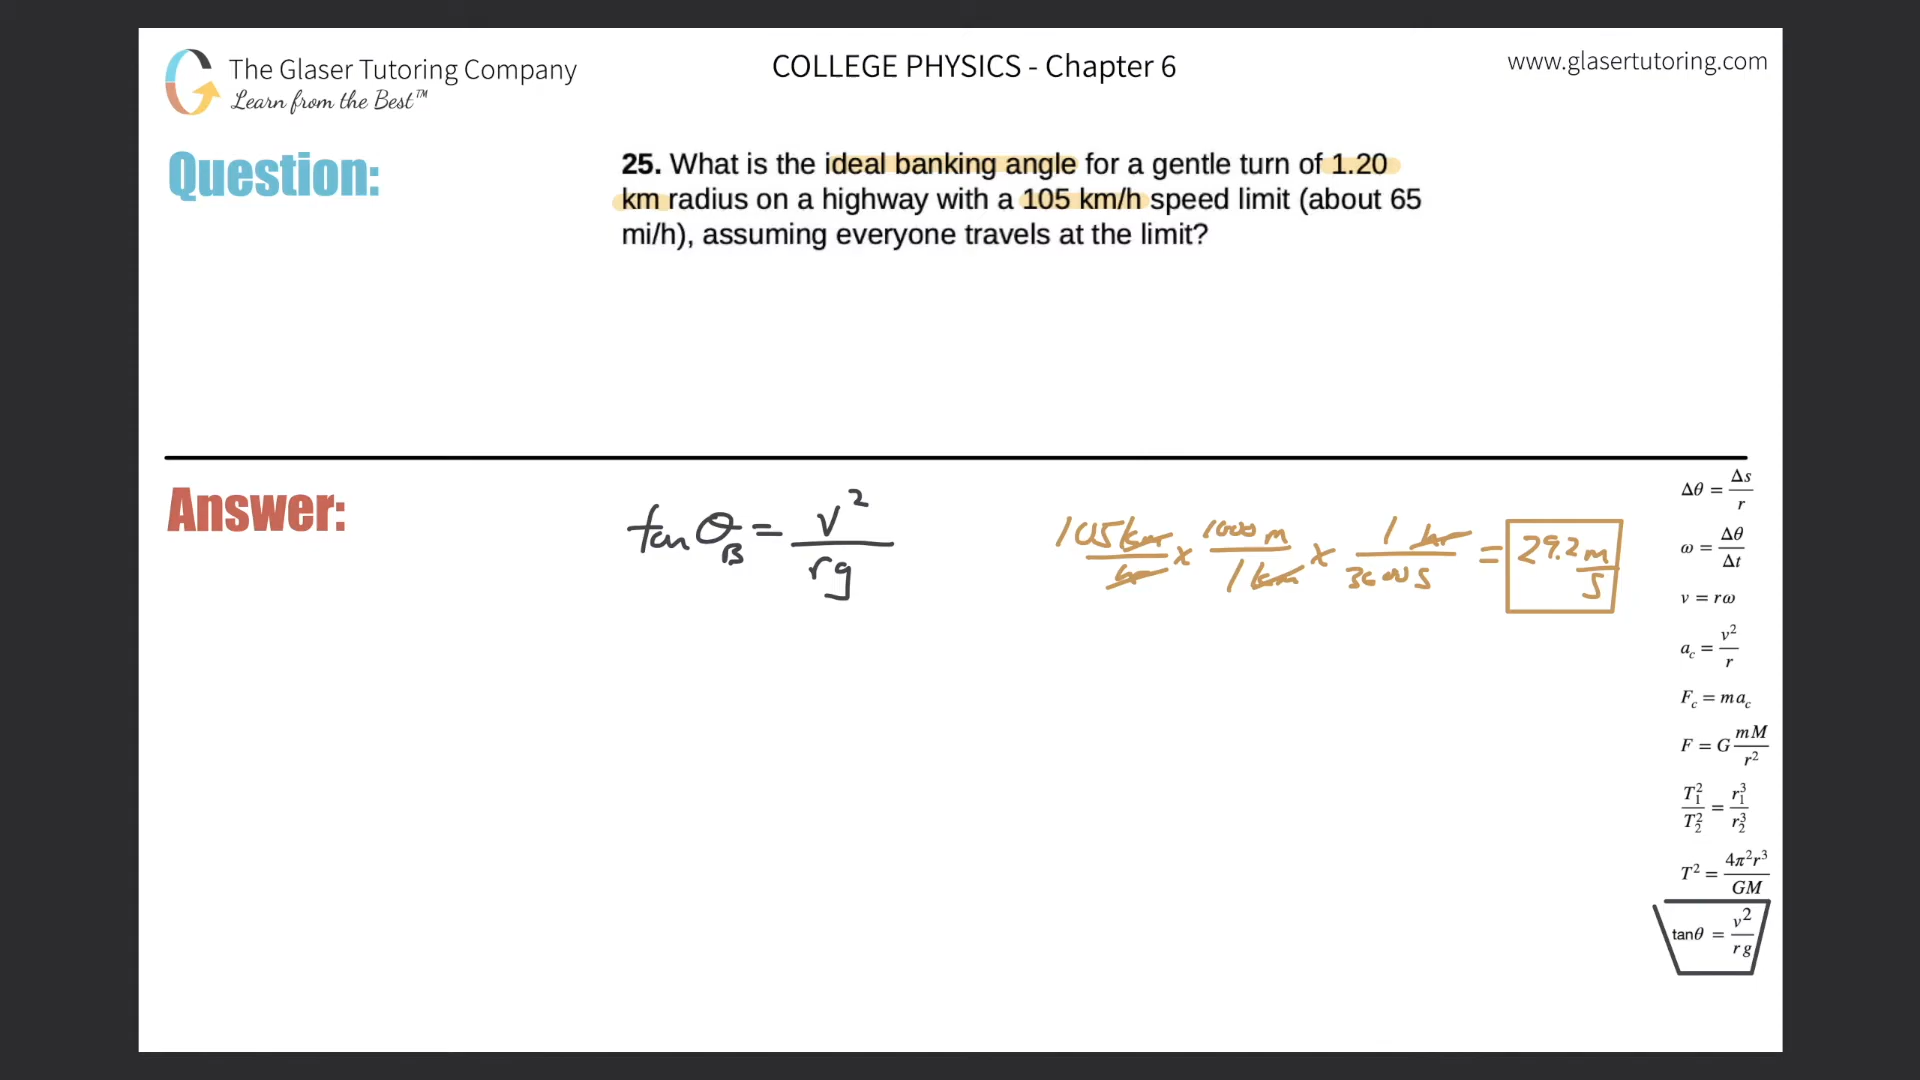 The Glaser Tutoring Company
Learn from the Best™
COLLEGE PHYSICS - Chapter 6
www.glasertutoring.com
Question:
25. What is the ideal banking angle for a gentle turn of 1.20
km radius on a highway with a 105 km/h speed limit (about 65
mi/h), assuming everyone travels at the limit?
Answer:
tan θ_B = v²/rg
105 km/hr × 1000 m/1 km × 1 hr/3600 s = 29.2 m/s
Δθ = Δs/r
ω = Δθ/Δt
v = rω
a_c = v²/r
F_c = ma_c
F = G mM/r²
T₁²/T₂² = r₁³/r₂³
T² = 4π²r³/GM
tanθ = v²/rg